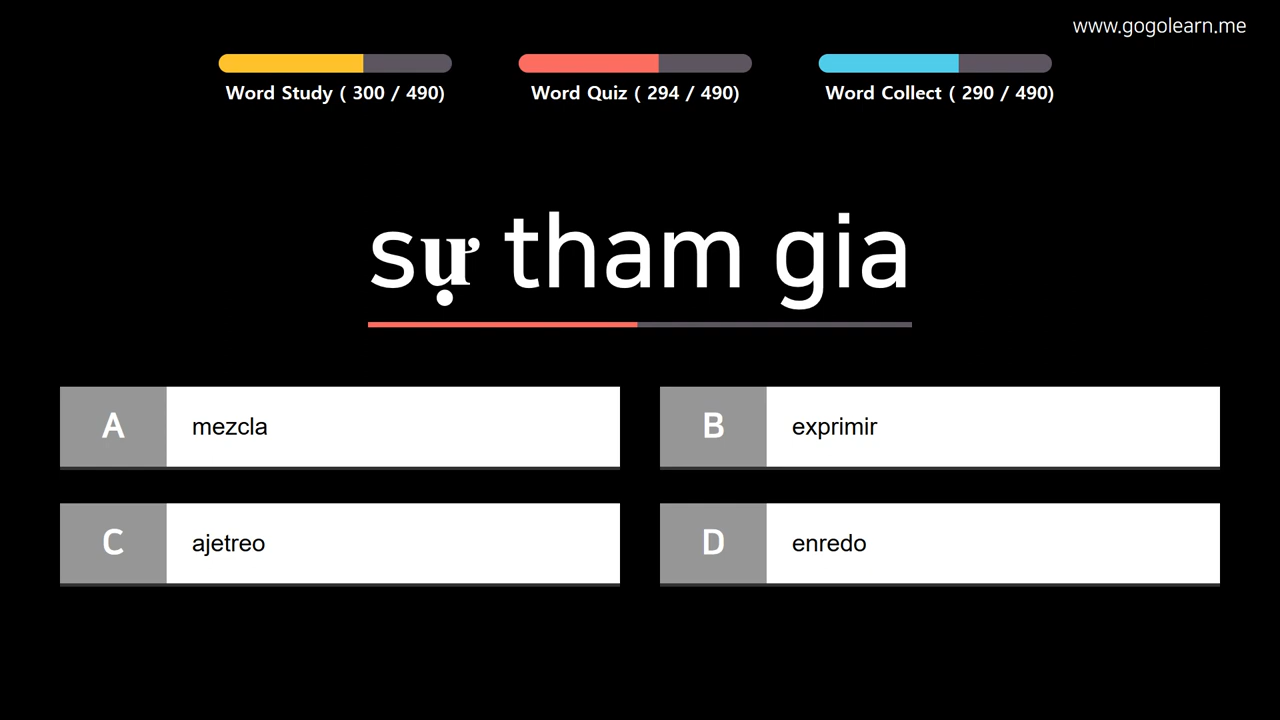 www.gogolearn.me
Word Study ( 300 / 490)
Word Quiz ( 294 / 490)
Word Collect ( 290 / 490)
sự tham gia
A mezcla
B exprimir
C ajetreo
D enredo